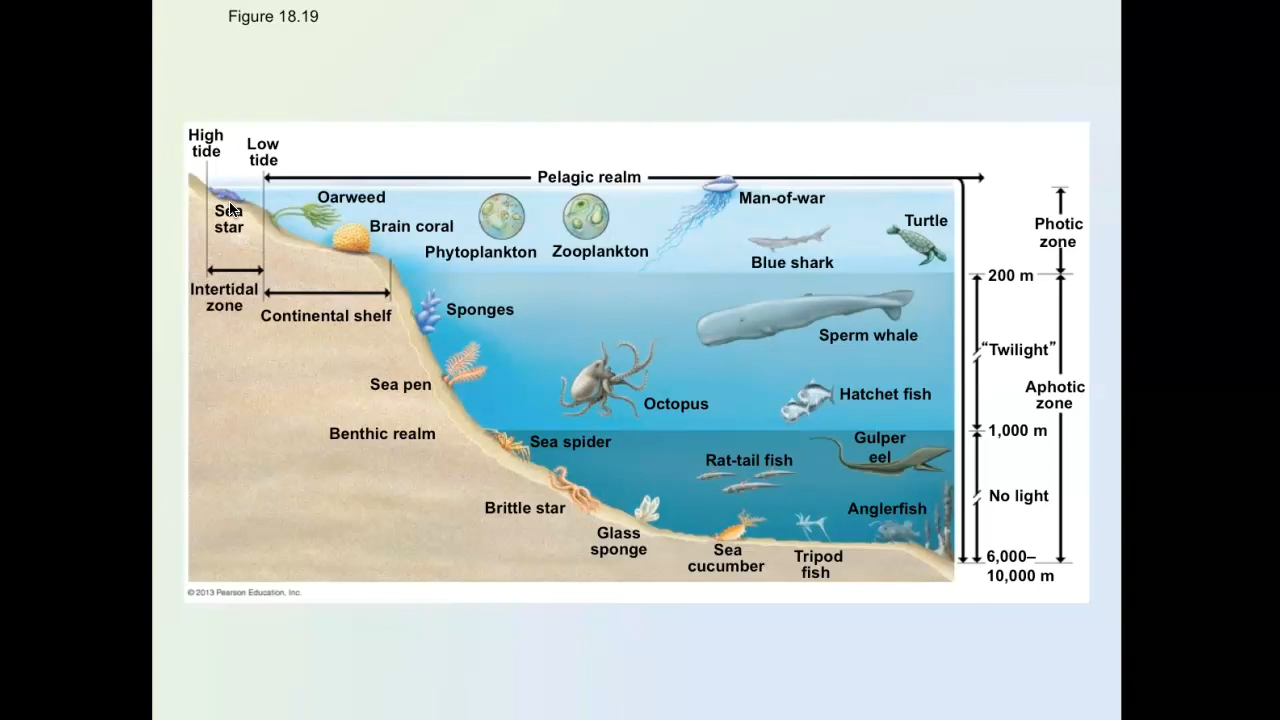 Figure 18.19
High
tide
Low
tide
Pelagic realm
Oarweed
Man-of-war
Sea
star
Brain coral
Turtle
Photic
zone
Phytoplankton
Zooplankton
Blue shark
200 m
Intertidal
zone
Continental shelf
Sponges
Sperm whale
“Twilight”
Sea pen
Octopus
Hatchet fish
Aphotic
zone
Benthic realm
Sea spider
Gulper
eel
1,000 m
Rat-tail fish
No light
Brittle star
Anglerfish
Glass
sponge
Sea
cucumber
Tripod
fish
6,000–
10,000 m
© 2013 Pearson Education, Inc.